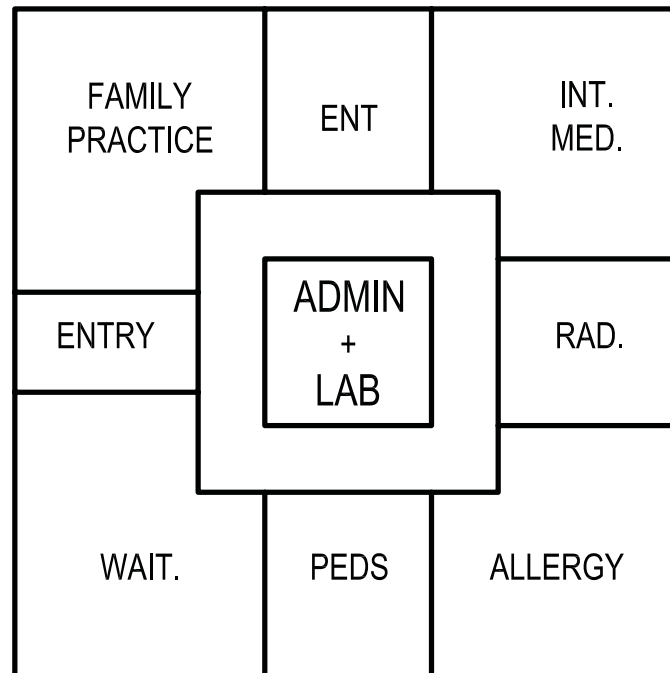 FAMILY
PRACTICE
ENT
INT.
MED.
ADMIN
+
LAB
ENTRY
RAD.
WAIT.
PEDS
ALLERGY